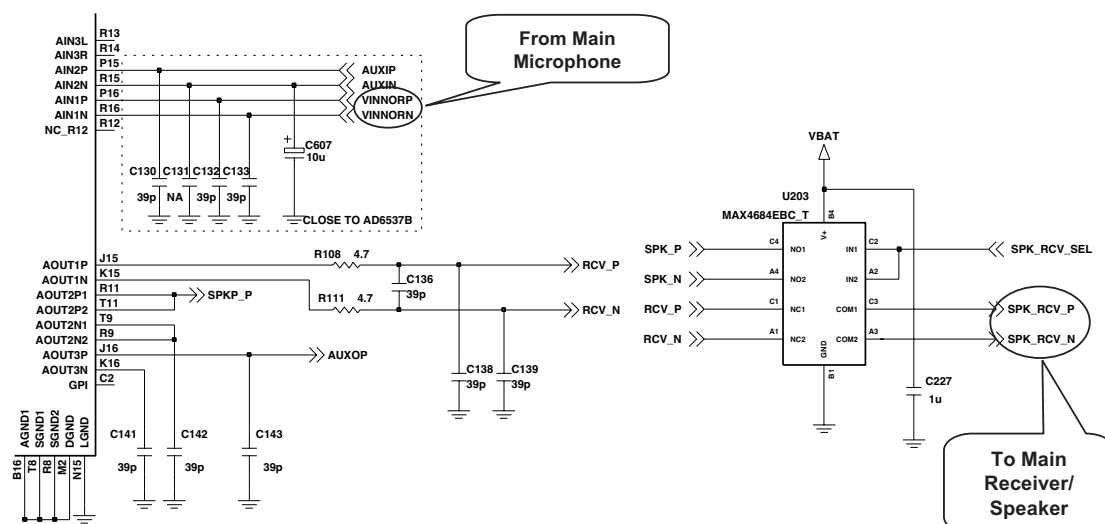 AIN3L R13
AIN3R R14
AIN2P P15 AUXIP
AIN2N R15 AUXIN
AIN1P P16 VINNORP
AIN1N R16 VINNORN
NC_R12 R12
From Main
Microphone
+
C607
10u
C130 C131 C132 C133
39p NA 39p 39p
CLOSE TO AD6537B
AOUT1P J15 R108 4.7 RCV_P
AOUT1N K15
AOUT2P1 R11 SPKP_P
AOUT2P2 T11
R111 4.7 RCV_N
C136
39p
AOUT2N1 T9
AOUT2N2 R9
AOUT3P J16 AUXOP
AOUT3N K16
GPI C2
C138 C139
39p 39p
C141 C142 C143
39p 39p 39p
AGND1 SGND1 SGND2 DGND LGND
B16 T8 R8 M2 N15
VBAT
U203
MAX4684EBC_T
B4
V+
SPK_P C4 NO1 IN1 C2 SPK_RCV_SEL
SPK_N A4 NO2 IN2 A2
RCV_P C1 NC1 COM1 C3 SPK_RCV_P
RCV_N A1 NC2 COM2 A3 SPK_RCV_N
GND
B1
C227
1u
To Main
Receiver/
Speaker